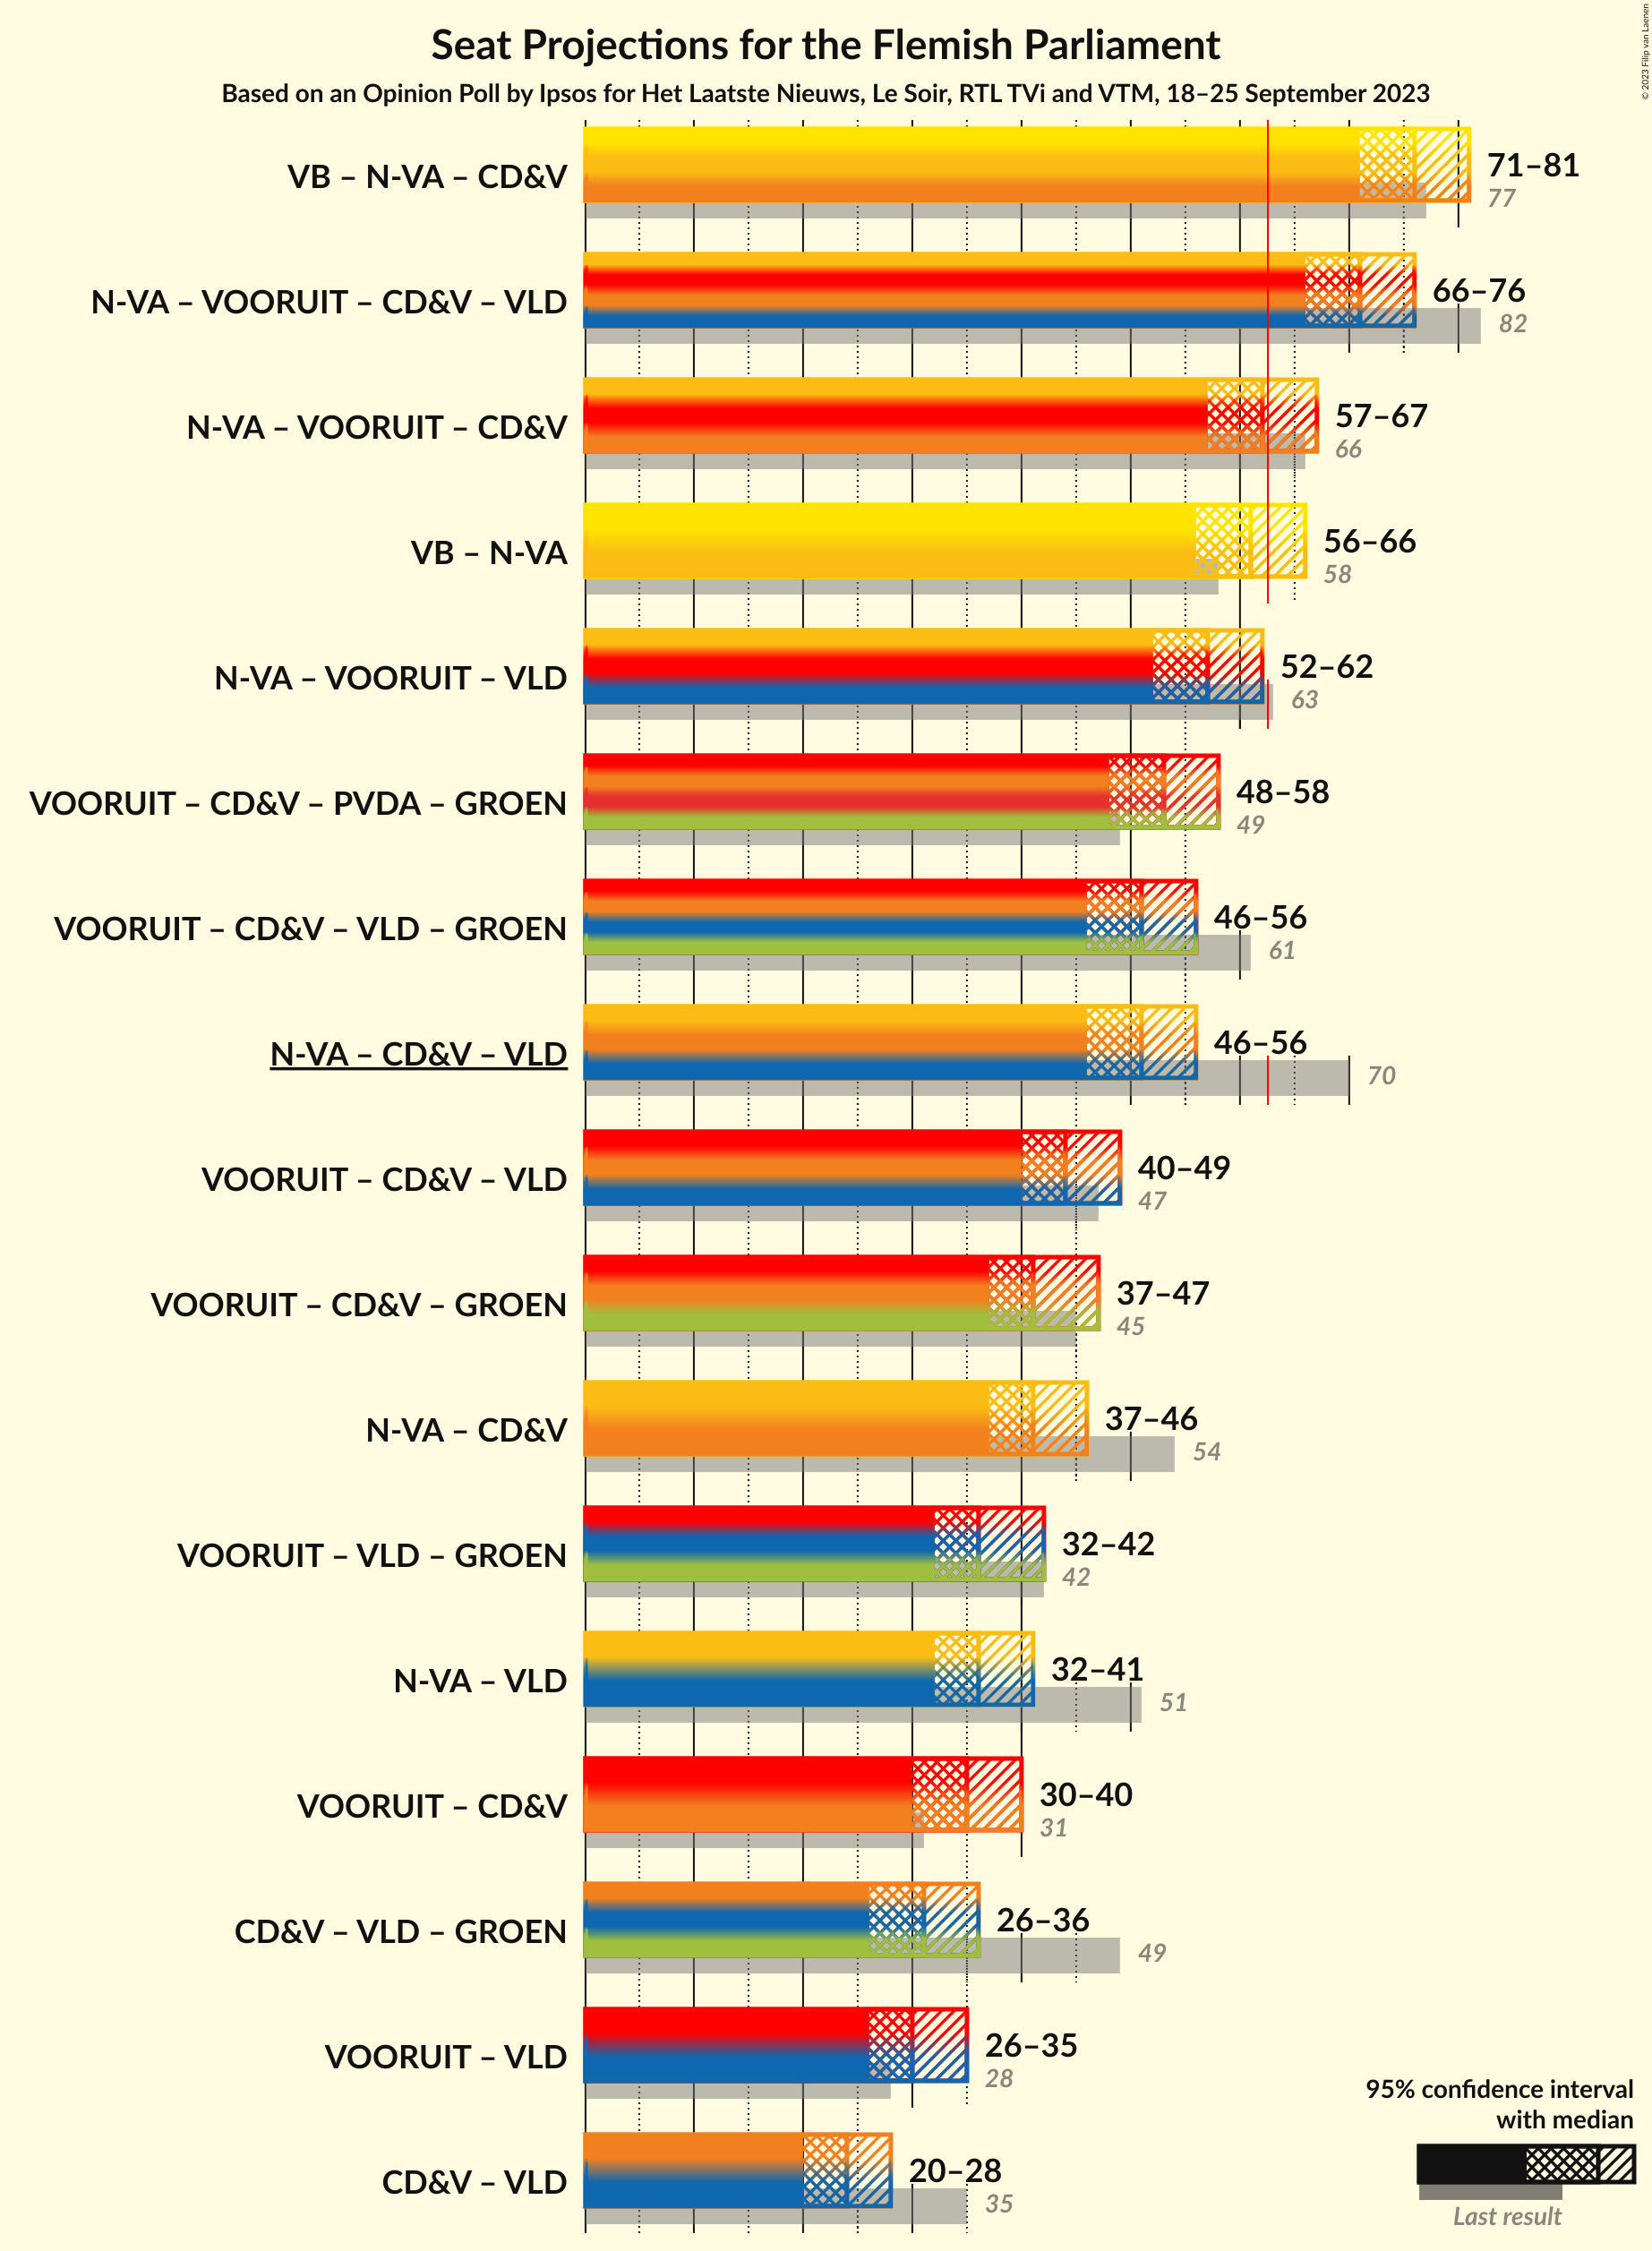 Seat Projections for the Flemish Parliament
Based on an Opinion Poll by Ipsos for Het Laatste Nieuws, Le Soir, RTL TVi and VTM, 18–25 September 2023
© 2023 Filip van Laenen
VB – N-VA – CD&V
71–81
77
N-VA – VOORUIT – CD&V – VLD
66–76
82
N-VA – VOORUIT – CD&V
57–67
66
VB – N-VA
56–66
58
N-VA – VOORUIT – VLD
52–62
63
VOORUIT – CD&V – PVDA – GROEN
48–58
49
VOORUIT – CD&V – VLD – GROEN
46–56
61
N-VA – CD&V – VLD
46–56
70
VOORUIT – CD&V – VLD
40–49
47
VOORUIT – CD&V – GROEN
37–47
45
N-VA – CD&V
37–46
54
VOORUIT – VLD – GROEN
32–42
42
N-VA – VLD
32–41
51
VOORUIT – CD&V
30–40
31
CD&V – VLD – GROEN
26–36
49
VOORUIT – VLD
26–35
28
CD&V – VLD
20–28
35
95% confidence interval
with median
Last result